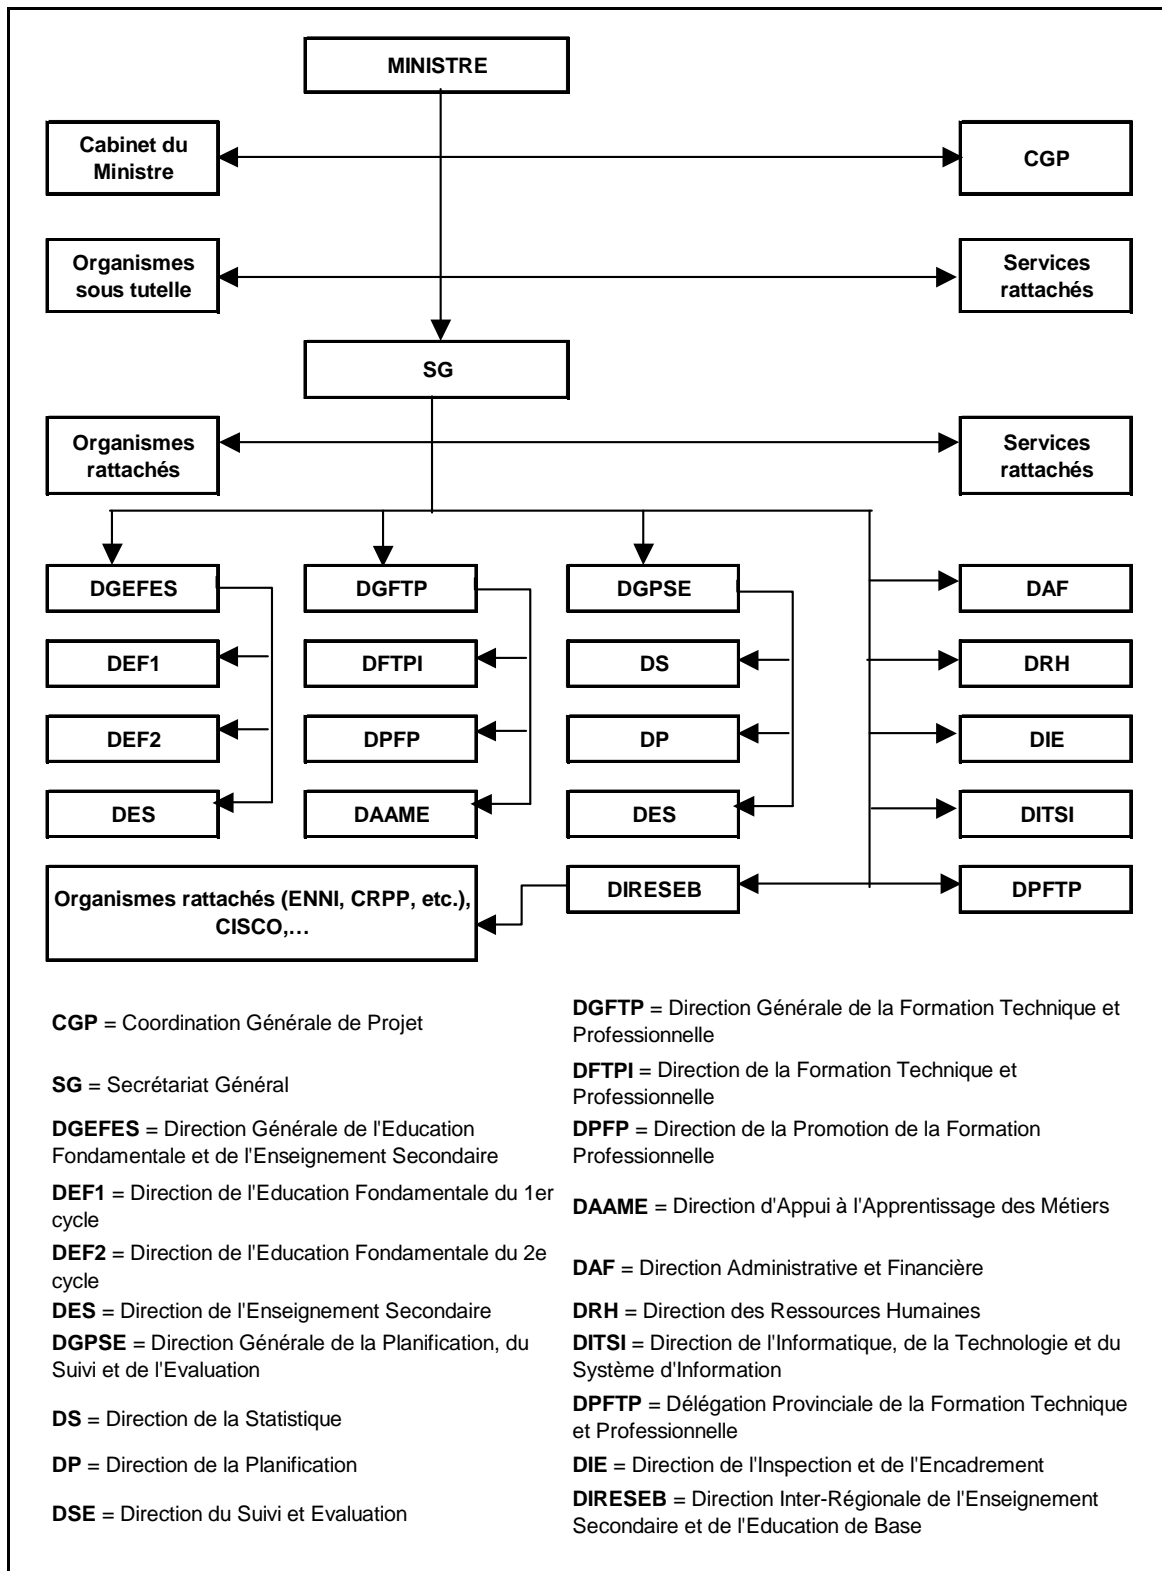 MINISTRE
Cabinet du
Ministre
CGP
Organismes
sous tutelle
Services
rattachés
SG
Organismes
rattachés
Services
rattachés
DGEFES
DGFTP
DGPSE
DAF
DEF1
DFTPI
DS
DRH
DEF2
DPFP
DP
DIE
DES
DAAME
DES
DITSI
Organismes rattachés (ENNI, CRPP, etc.),
CISCO,…
DIRESEB
DPFTP
CGP = Coordination Générale de Projet
SG = Secrétariat Général
DGEFES = Direction Générale de l'Education
Fondamentale et de l'Enseignement Secondaire
DEF1 = Direction de l'Education Fondamentale du 1er
cycle
DEF2 = Direction de l'Education Fondamentale du 2e
cycle
DES = Direction de l'Enseignement Secondaire
DGPSE = Direction Générale de la Planification, du
Suivi et de l'Evaluation
DS = Direction de la Statistique
DP = Direction de la Planification
DSE = Direction du Suivi et Evaluation
DGFTP = Direction Générale de la Formation Technique et
Professionnelle
DFTPI = Direction de la Formation Technique et
Professionnelle
DPFP = Direction de la Promotion de la Formation
Professionnelle
DAAME = Direction d'Appui à l'Apprentissage des Métiers
DAF = Direction Administrative et Financière
DRH = Direction des Ressources Humaines
DITSI = Direction de l'Informatique, de la Technologie et du
Système d'Information
DPFTP = Délégation Provinciale de la Formation Technique
et Professionnelle
DIE = Direction de l'Inspection et de l'Encadrement
DIRESEB = Direction Inter-Régionale de l'Enseignement
Secondaire et de l'Education de Base